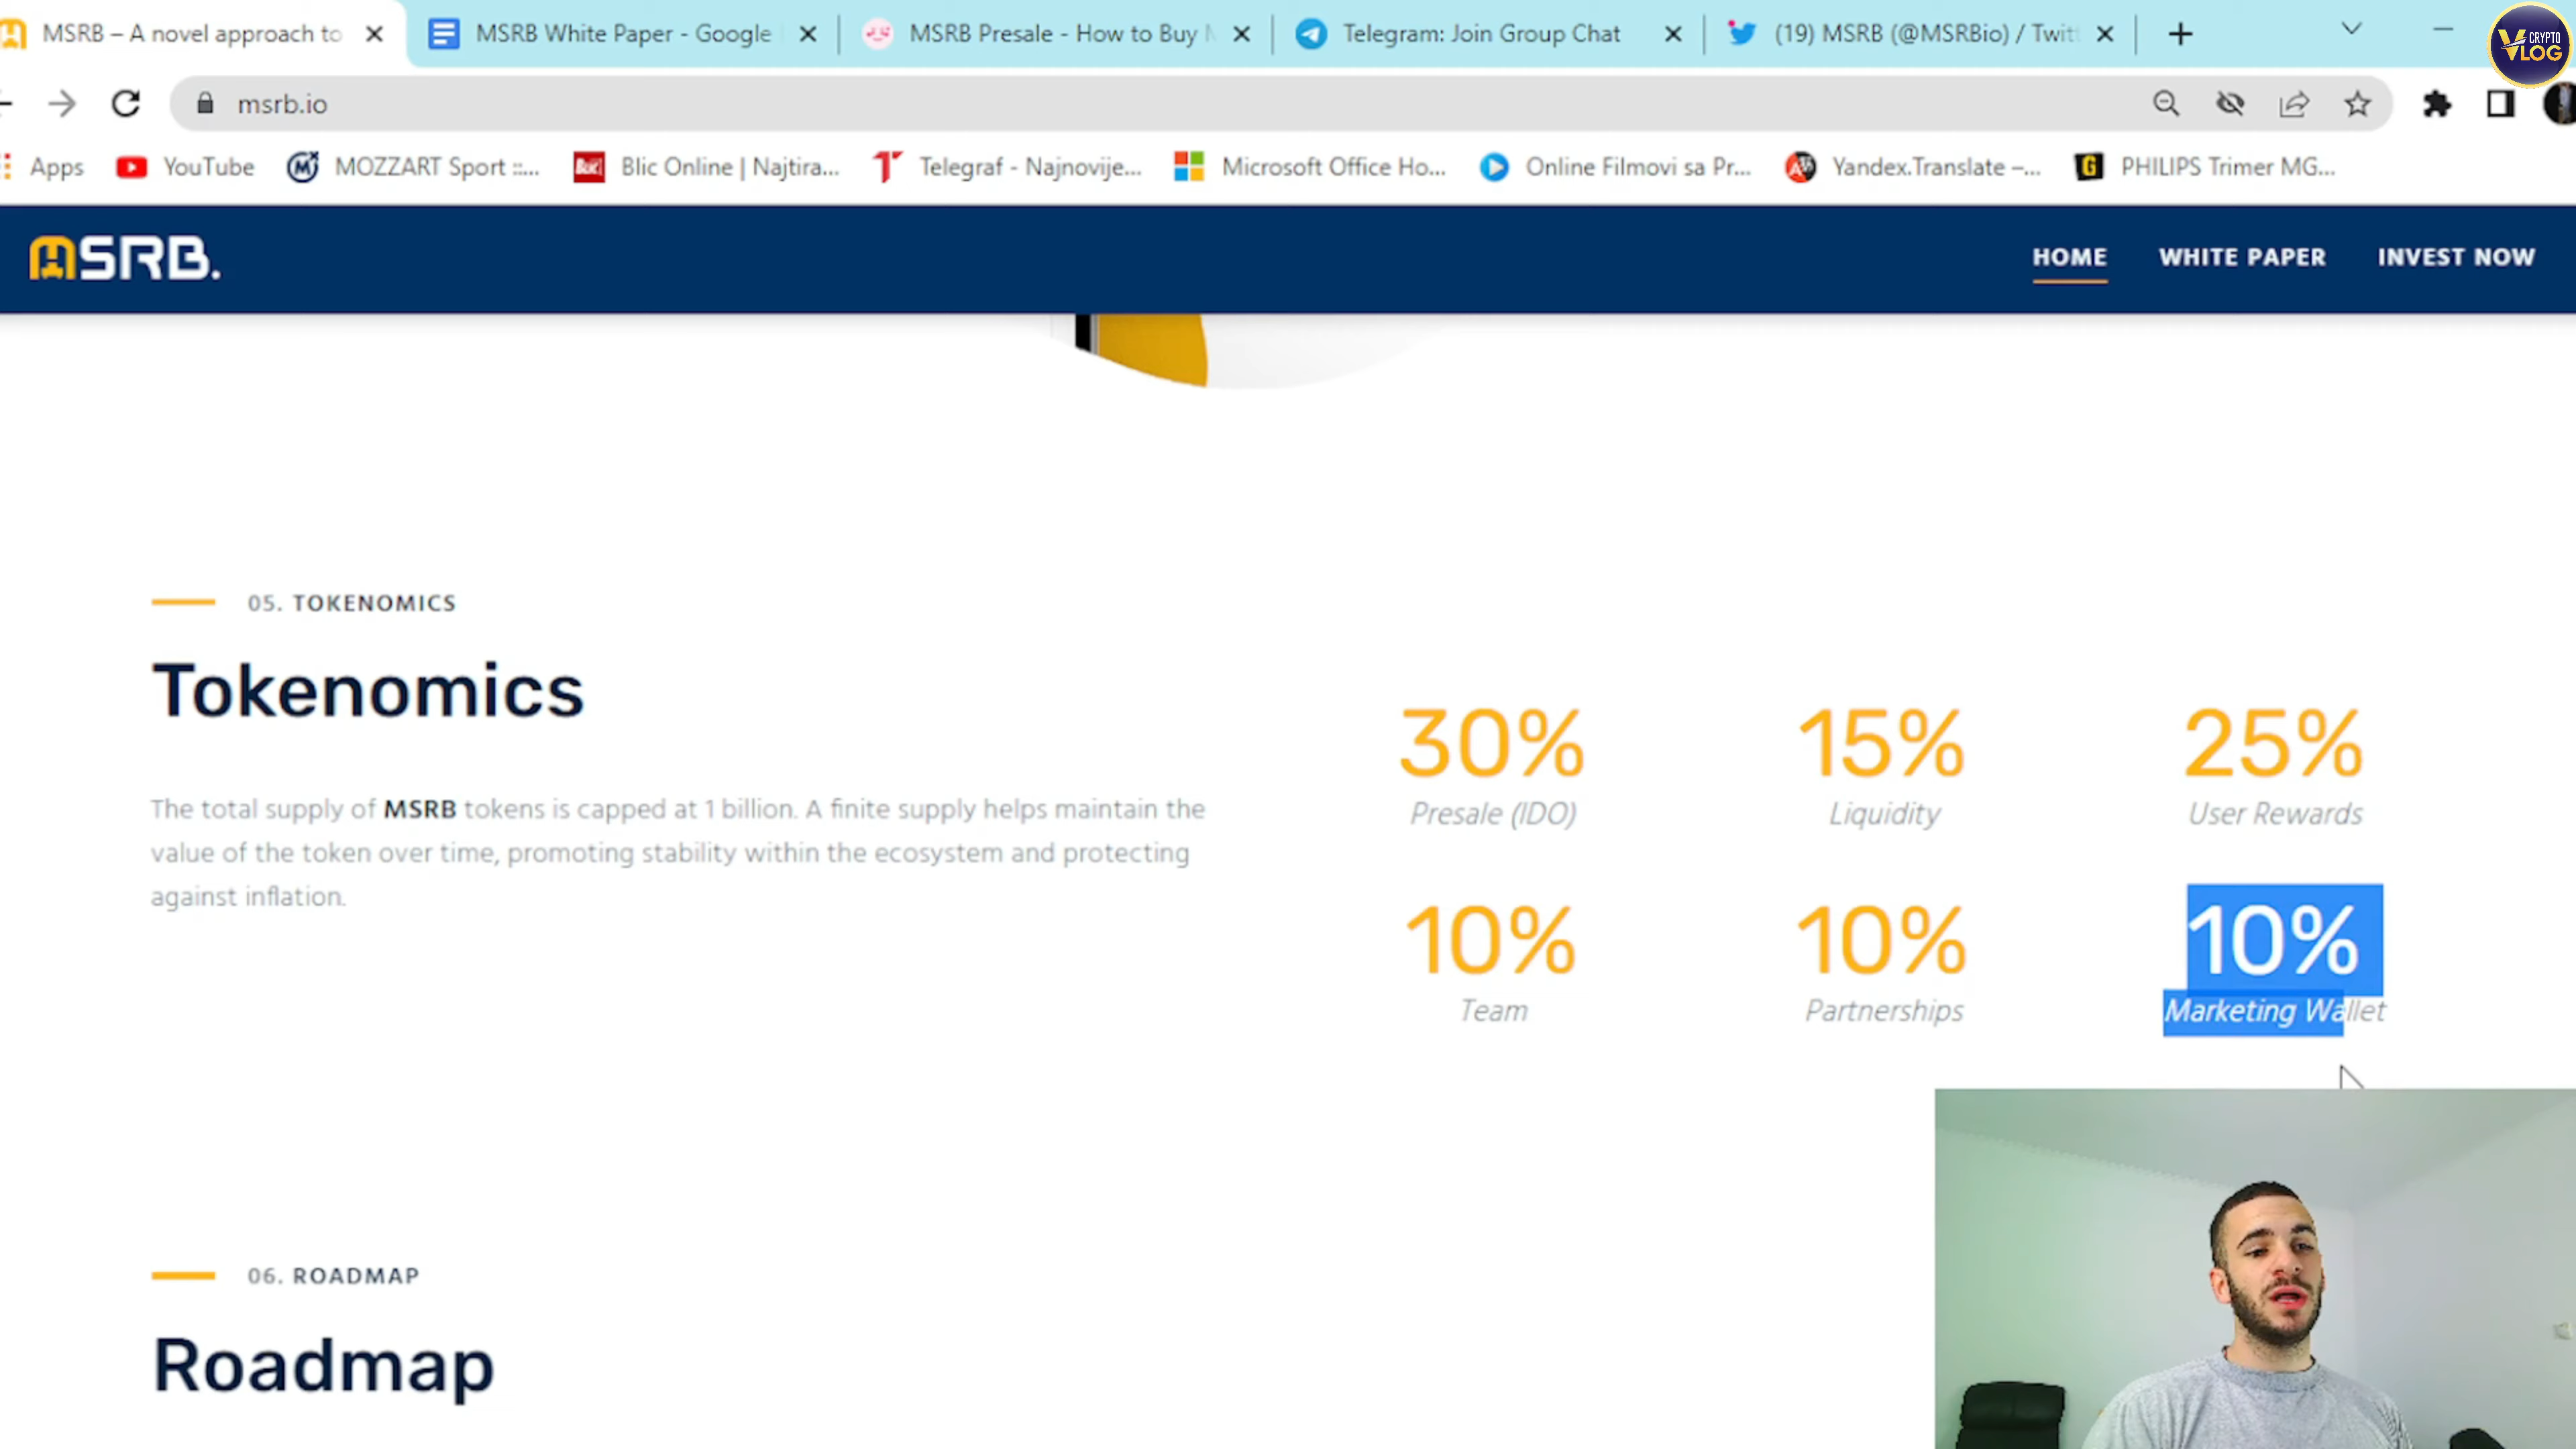 MSRB – A novel approach to
MSRB White Paper - Google
MSRB Presale - How to Buy
Telegram: Join Group Chat
(19) MSRB (@MSRBio) / Twit
CRYPTO
VLOG
msrb.io
Apps
YouTube
MOZZART Sport ::...
Blic Online | Najtira...
Telegraf - Najnovije...
Microsoft Office Ho...
Online Filmovi sa Pr...
Yandex.Translate –...
PHILIPS Trimer MG...
MSRB.
HOME
WHITE PAPER
INVEST NOW
05. TOKENOMICS
Tokenomics
The total supply of MSRB tokens is capped at 1 billion. A finite supply helps maintain the
value of the token over time, promoting stability within the ecosystem and protecting
against inflation.
30%
Presale (IDO)
15%
Liquidity
25%
User Rewards
10%
Team
10%
Partnerships
10%
Marketing Wallet
06. ROADMAP
Roadmap